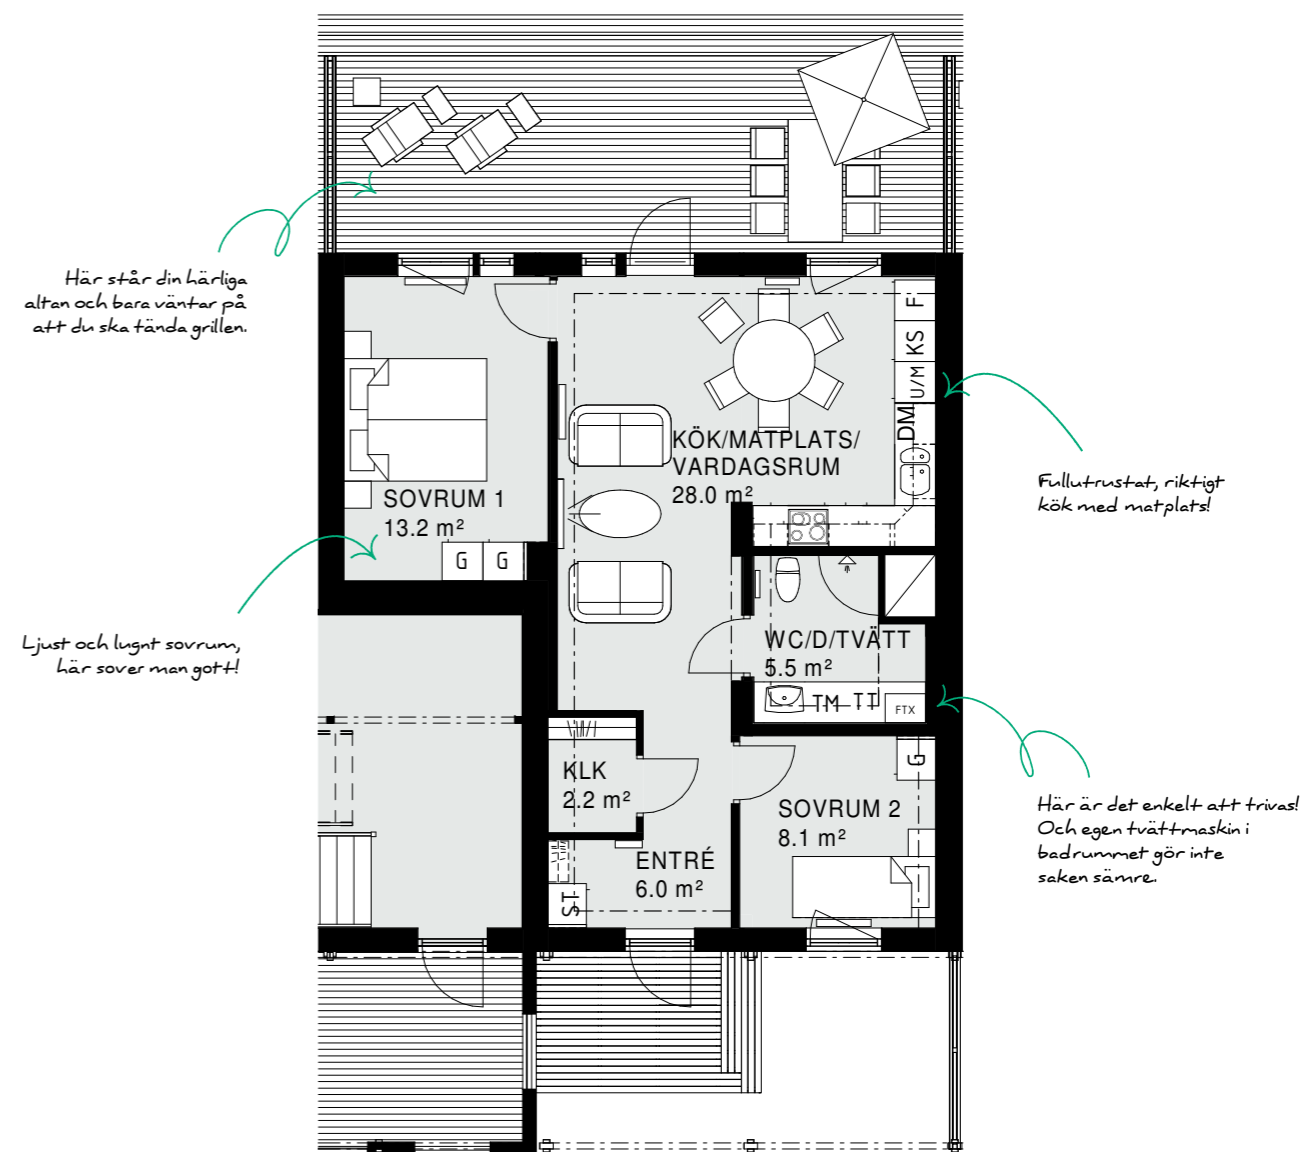 Här står din härliga
altan och bara väntar på
att du ska tända grillen.
F
KS
U/M
DM
KÖK/MATPLATS/
VARDAGSRUM
28.0 m²
Fullutrustat, riktigt
kök med matplats!
SOVRUM 1
13.2 m²
G G
Ljust och lugnt sovrum,
här sover man gott!
WC/D/TVÄTT
5.5 m²
TM TT
FTX
KLK
2.2 m²
G
SOVRUM 2
8.1 m²
Här är det enkelt att trivas!
Och egen tvättmaskin i
badrummet gör inte
saken sämre.
ENTRÉ
6.0 m²
ST